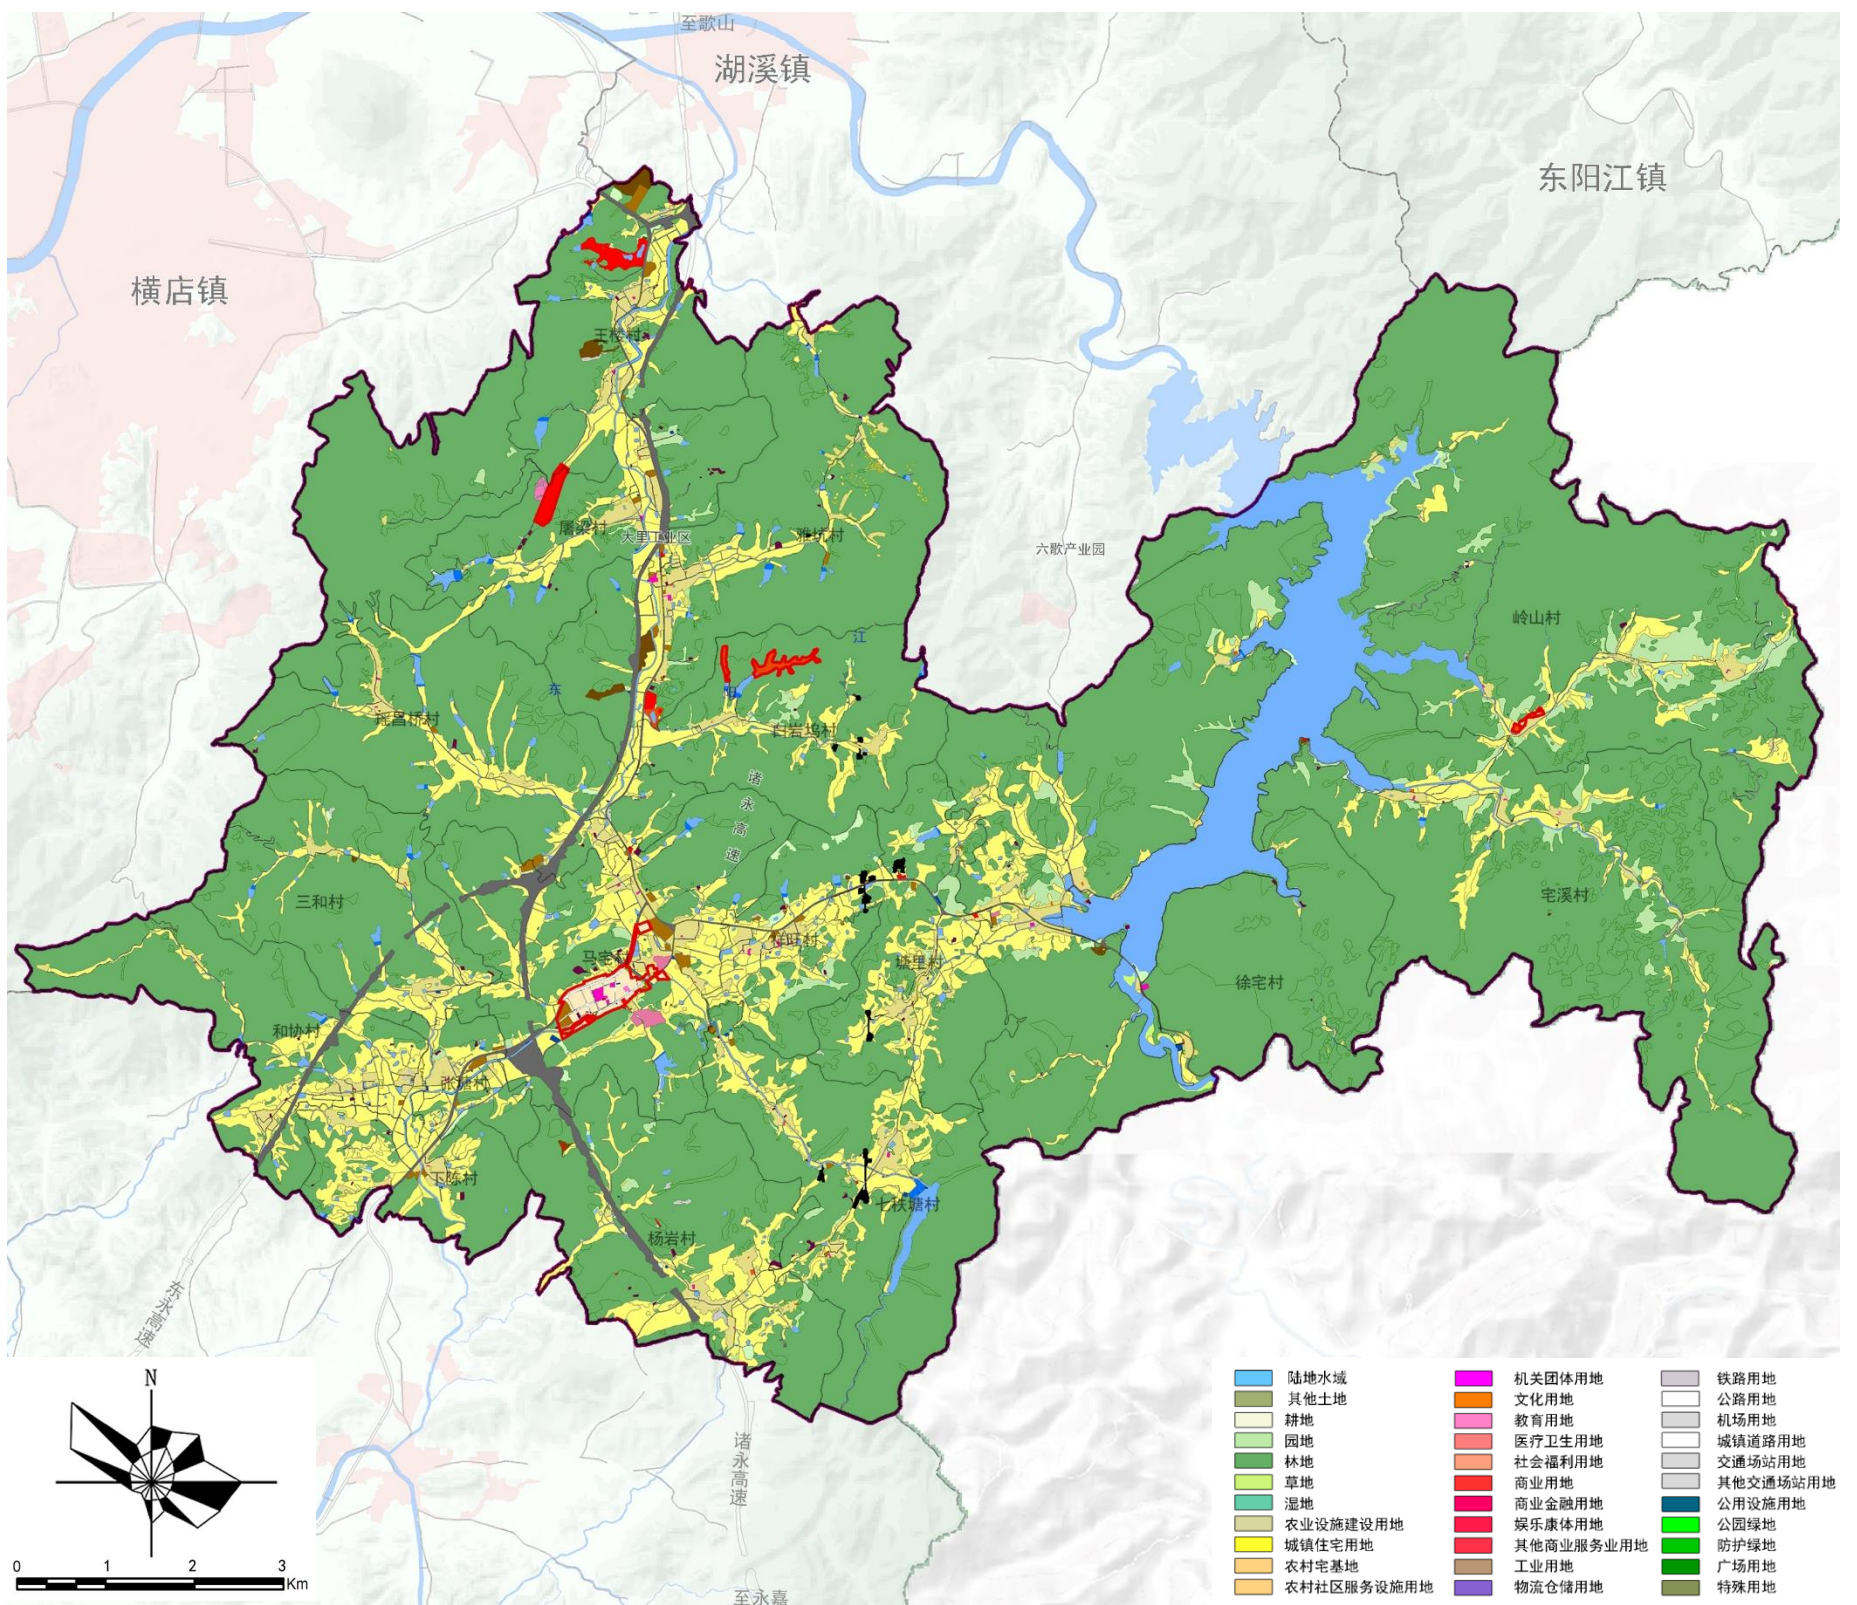 至歌山
湖溪镇
东阳江镇
横店镇
王楼村
屠梁村
大里工业区
雅坑村
六歌产业园
岭山村
江
东
阳
摇昌桥村
白岩坞村
诸永高速
三和村
宅溪村
祥旺村
马宅村
塘里村
徐宅村
和协村
张塘村
下陈村
七秩塘村
杨岩村
东永高速
诸永高速
至永嘉
N
0 1 2 3
Km
陆地水域
其他土地
耕地
园地
林地
草地
湿地
农业设施建设用地
城镇住宅用地
农村宅基地
农村社区服务设施用地
机关团体用地
文化用地
教育用地
医疗卫生用地
社会福利用地
商业用地
商业金融用地
娱乐康体用地
其他商业服务业用地
工业用地
物流仓储用地
铁路用地
公路用地
机场用地
城镇道路用地
交通场站用地
其他交通场站用地
公用设施用地
公园绿地
防护绿地
广场用地
特殊用地